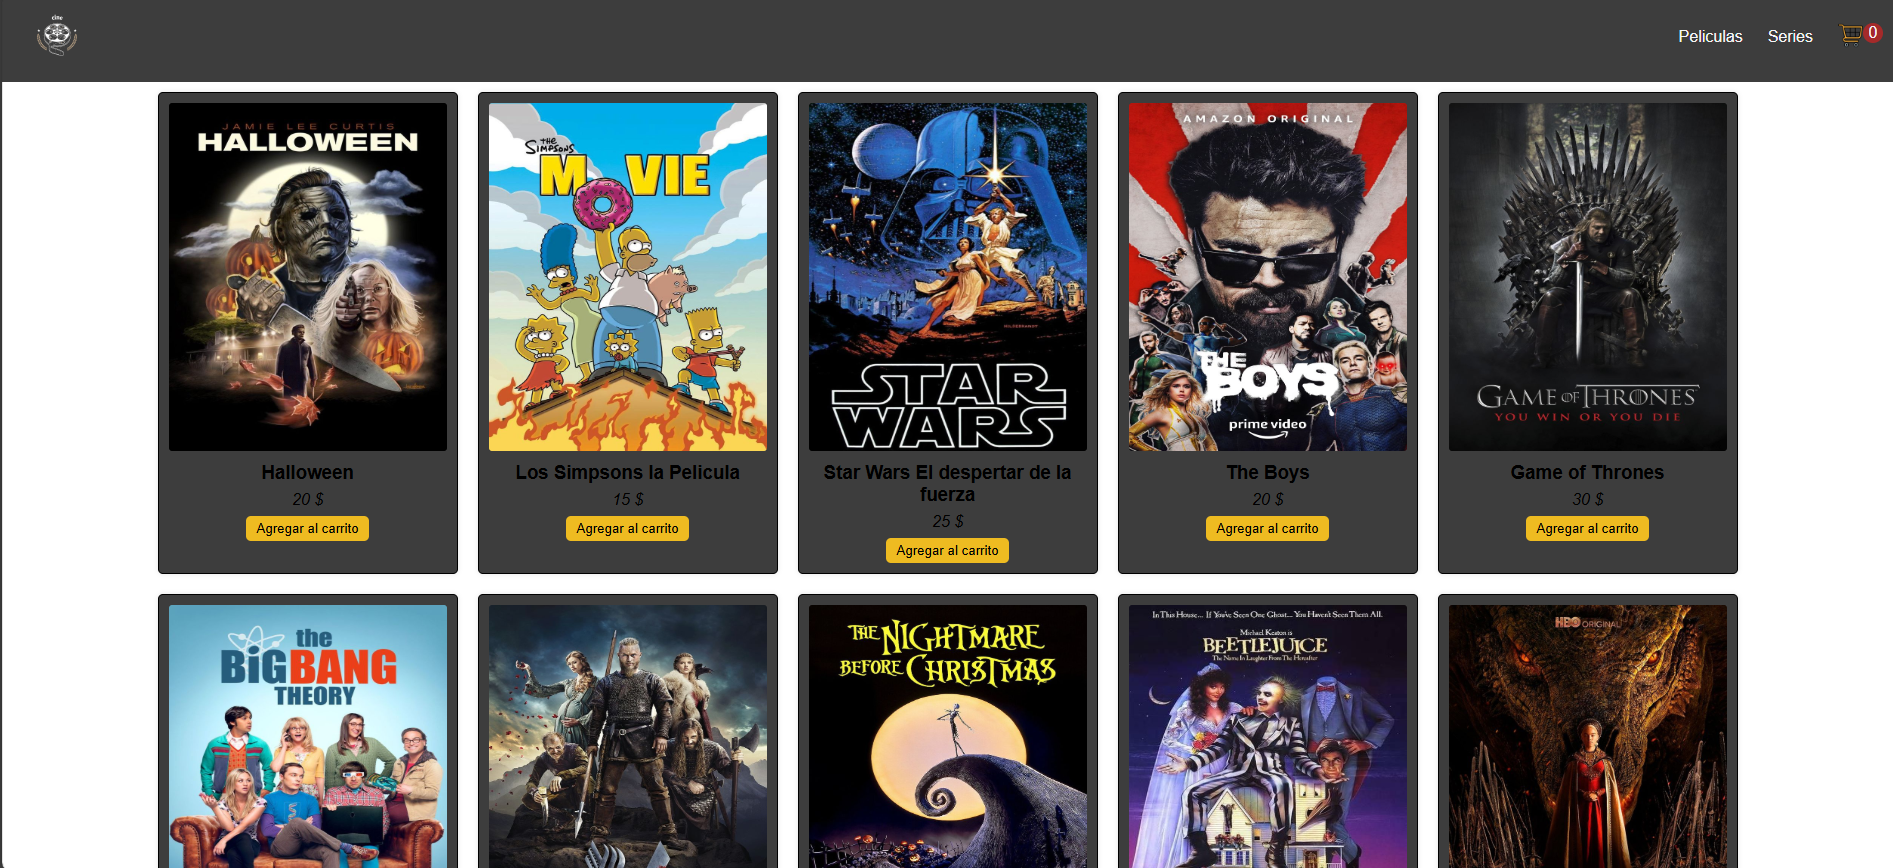 cine
Peliculas
Series
0
JAMIE LEE CURTIS
HALLOWEEN
THE
SIMPSONS
MOVIE
HILDEBRANDT
STAR
WARS
AMAZON ORIGINAL
THE
BOYS
prime video
GAME OF THRONES
YOU WIN OR YOU DIE
Halloween
20 $
Agregar al carrito
Los Simpsons la Pelicula
15 $
Agregar al carrito
Star Wars El despertar de la
fuerza
25 $
Agregar al carrito
The Boys
20 $
Agregar al carrito
Game of Thrones
30 $
Agregar al carrito
the
BIG BANG
THEORY
THE NIGHTMARE
BEFORE CHRISTMAS
In This House... If You've Seen One Ghost... You Haven't Seen Them All.
Michael Keaton is
BEETLEJUICE
The Name In Laughter From The Hereafter
HBO ORIGINAL